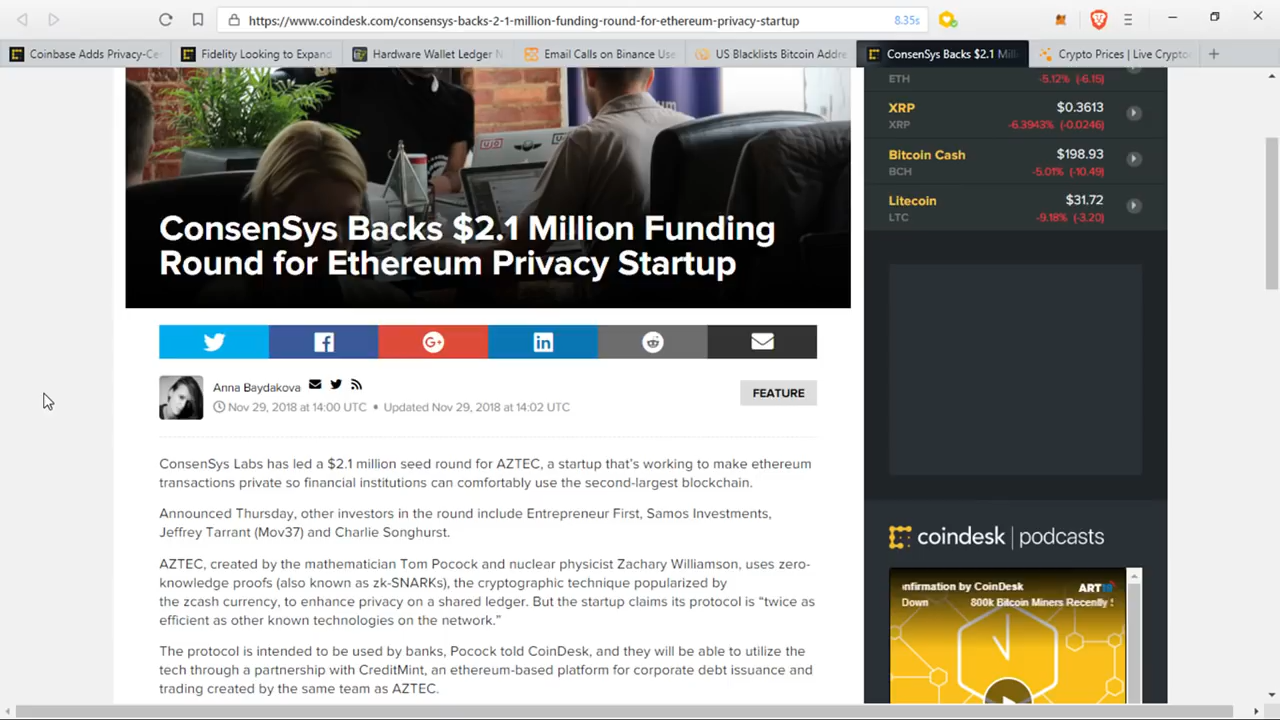 https://www.coindesk.com/consensys-backs-2-1-million-funding-round-for-ethereum-privacy-startup
8.35s
Coinbase Adds Privacy-Ce
Fidelity Looking to Expand
Hardware Wallet Ledger N
Email Calls on Binance Use
US Blacklists Bitcoin Addre
ConsenSys Backs $2.1 Mill
Crypto Prices | Live Crypto
ETH
-5.12% (-6.15)
XRP
$0.3613
XRP
-6.3943% (-0.0246)
Bitcoin Cash
$198.93
BCH
-5.01% (-10.49)
Litecoin
$31.72
LTC
-9.18% (-3.20)
ConsenSys Backs $2.1 Million Funding
Round for Ethereum Privacy Startup
Anna Baydakova
Nov 29, 2018 at 14:00 UTC • Updated Nov 29, 2018 at 14:02 UTC
FEATURE
ConsenSys Labs has led a $2.1 million seed round for AZTEC, a startup that's working to make ethereum
transactions private so financial institutions can comfortably use the second-largest blockchain.
Announced Thursday, other investors in the round include Entrepreneur First, Samos Investments,
Jeffrey Tarrant (Mov37) and Charlie Songhurst.
AZTEC, created by the mathematician Tom Pocock and nuclear physicist Zachary Williamson, uses zero-
knowledge proofs (also known as zk-SNARKs), the cryptographic technique popularized by
the zcash currency, to enhance privacy on a shared ledger. But the startup claims its protocol is “twice as
efficient as other known technologies on the network.”
The protocol is intended to be used by banks, Pocock told CoinDesk, and they will be able to utilize the
tech through a partnership with CreditMint, an ethereum-based platform for corporate debt issuance and
trading created by the same team as AZTEC.
coindesk | podcasts
onfirmation by CoinDesk
ART19
Down
800k Bitcoin Miners Recently S